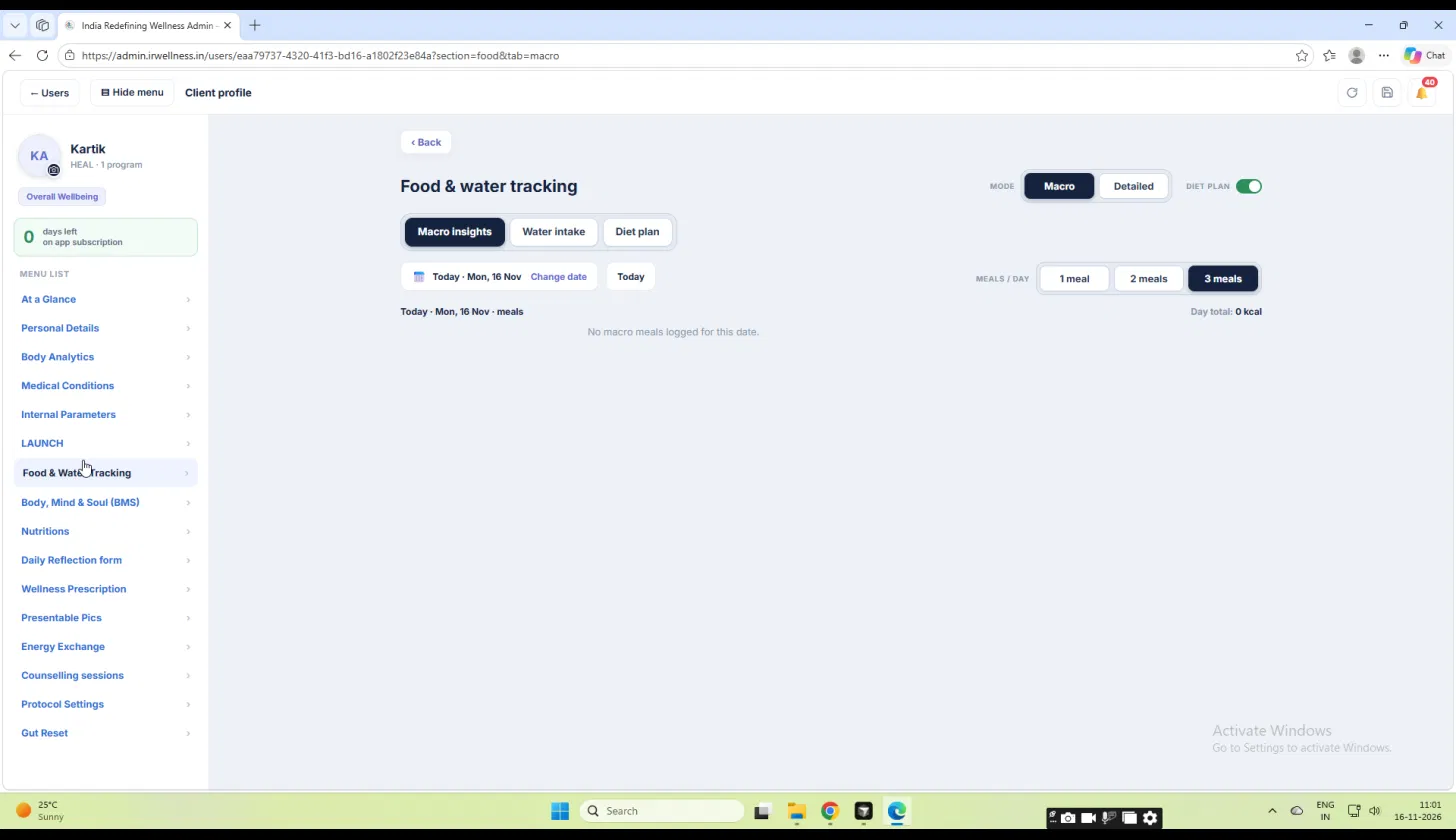 India Redefining Wellness Admin -
https://admin.irwellness.in/users/eaa79737-4320-41f3-bd16-a1802f23e84a?section=food&tab=macro
Chat
← Users
Hide menu
Client profile
40
KA
Kartik
HEAL · 1 program
Overall Wellbeing
0
days left
on app subscription
MENU LIST
At a Glance
Personal Details
Body Analytics
Medical Conditions
Internal Parameters
LAUNCH
Food & Water Tracking
Body, Mind & Soul (BMS)
Nutritions
Daily Reflection form
Wellness Prescription
Presentable Pics
Energy Exchange
Counselling sessions
Protocol Settings
Gut Reset
‹ Back
Food & water tracking
MODE
Macro
Detailed
DIET PLAN
Macro insights
Water intake
Diet plan
Today · Mon, 16 Nov
Change date
Today
MEALS / DAY
1 meal
2 meals
3 meals
Today · Mon, 16 Nov · meals
Day total: 0 kcal
No macro meals logged for this date.
Activate Windows
Go to Settings to activate Windows.
25°C
Sunny
Search
ENG
IN
11:01
16-11-2026